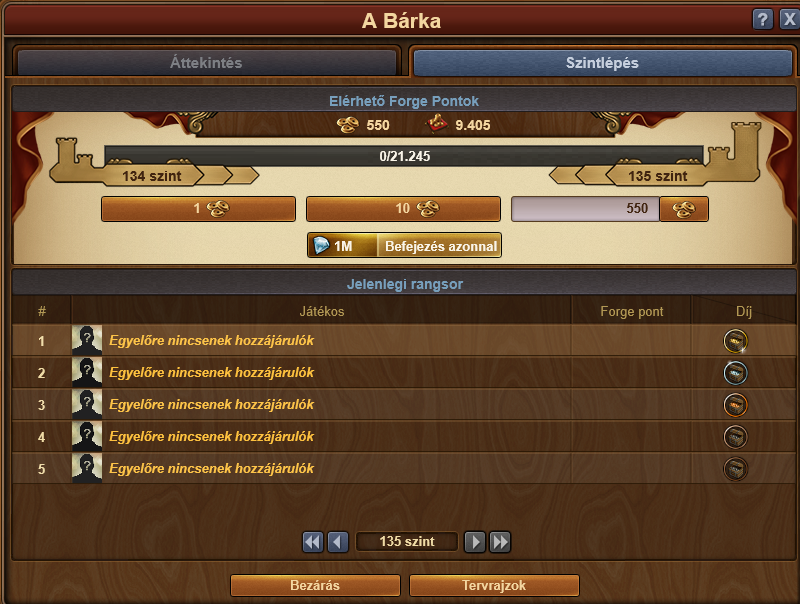 A Bárka
? X
Áttekintés Szintlépés
Elérhető Forge Pontok
550 9.405
0/21.245
134 szint 135 szint
1 10 550
1M Befejezés azonnal
Jelenlegi rangsor
# Játékos Forge pont Díj
1 Egyelőre nincsenek hozzájárulók
2 Egyelőre nincsenek hozzájárulók
3 Egyelőre nincsenek hozzájárulók
4 Egyelőre nincsenek hozzájárulók
5 Egyelőre nincsenek hozzájárulók
135 szint
Bezárás Tervrajzok